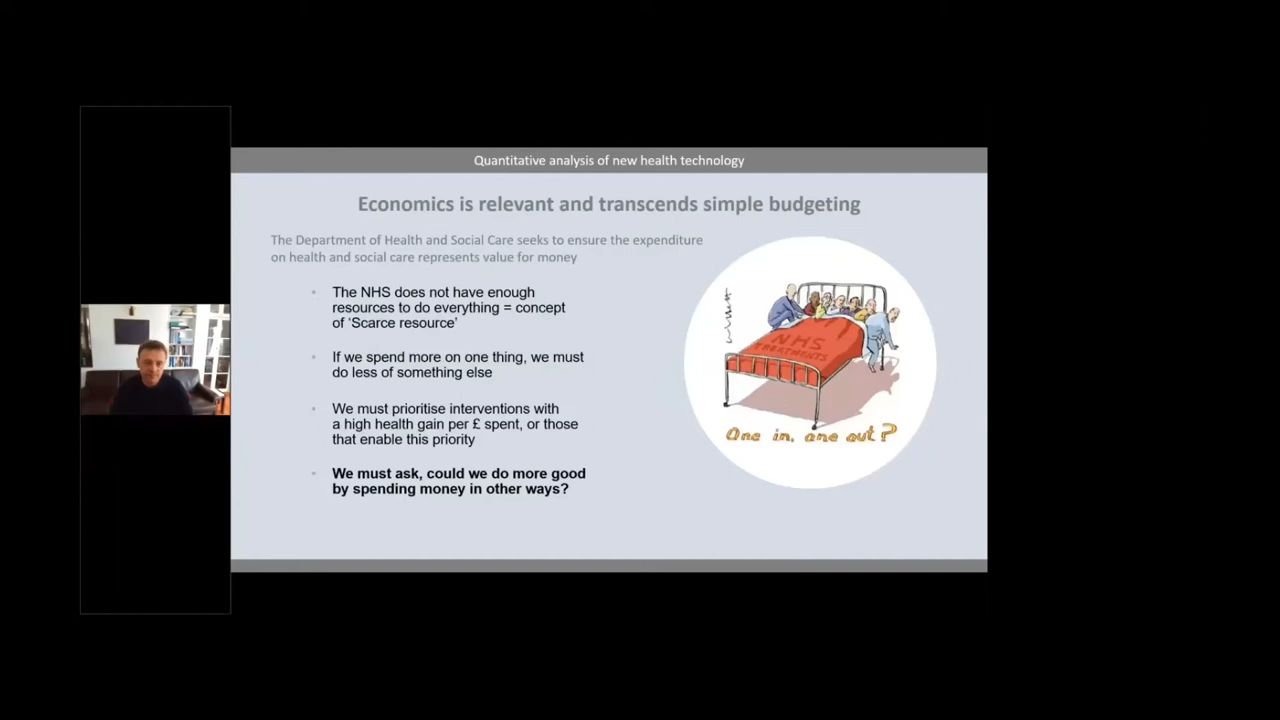 Quantitative analysis of new health technology
Economics is relevant and transcends simple budgeting
The Department of Health and Social Care seeks to ensure the expenditure
on health and social care represents value for money
The NHS does not have enough
resources to do everything = concept
of ‘Scarce resource’
If we spend more on one thing, we must
do less of something else
We must prioritise interventions with
a high health gain per £ spent, or those
that enable this priority
We must ask, could we do more good
by spending money in other ways?
NHS
TREATMENTS
One in, one out?